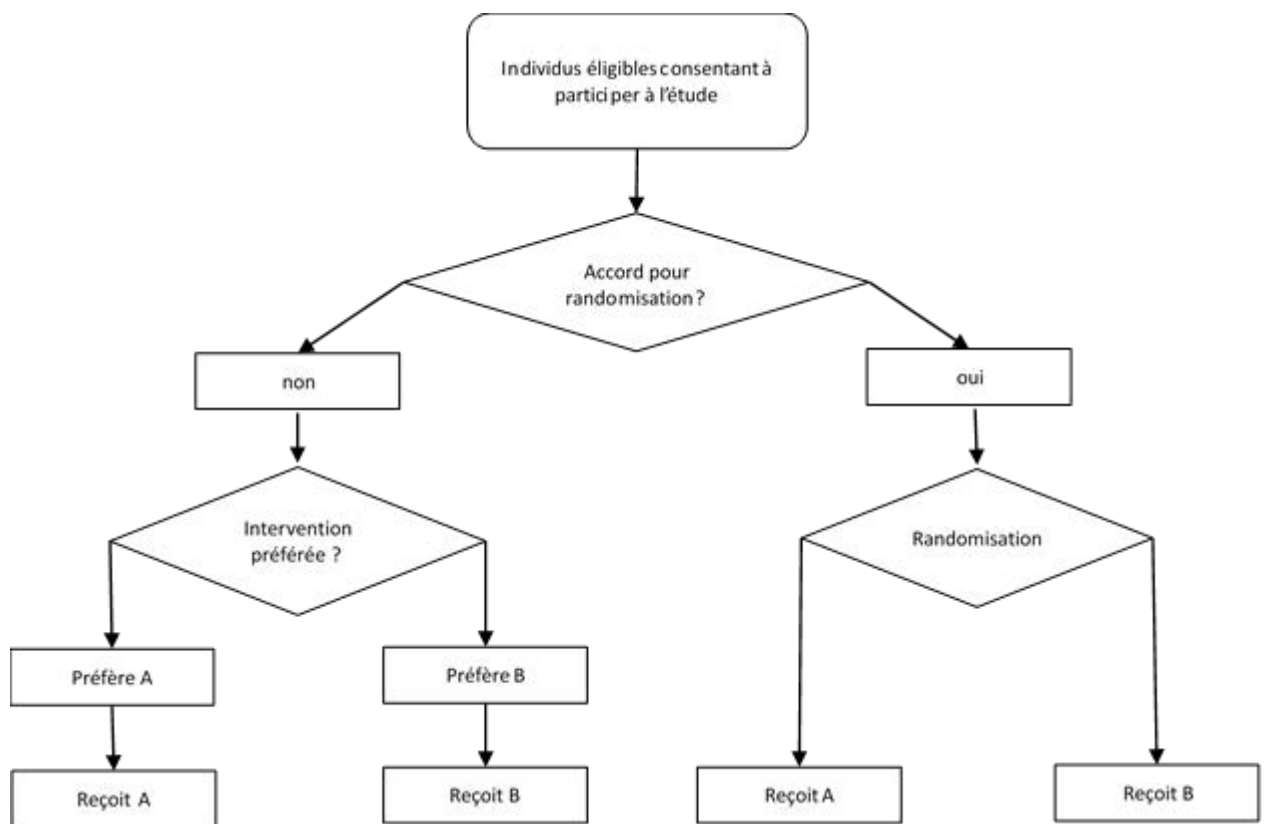 Individus éligibles consentant à
participer à l'étude
Accord pour
randomisation ?
non
oui
Intervention
préférée ?
Randomisation
Préfère A
Préfère B
Reçoit A
Reçoit B
Reçoit A
Reçoit B